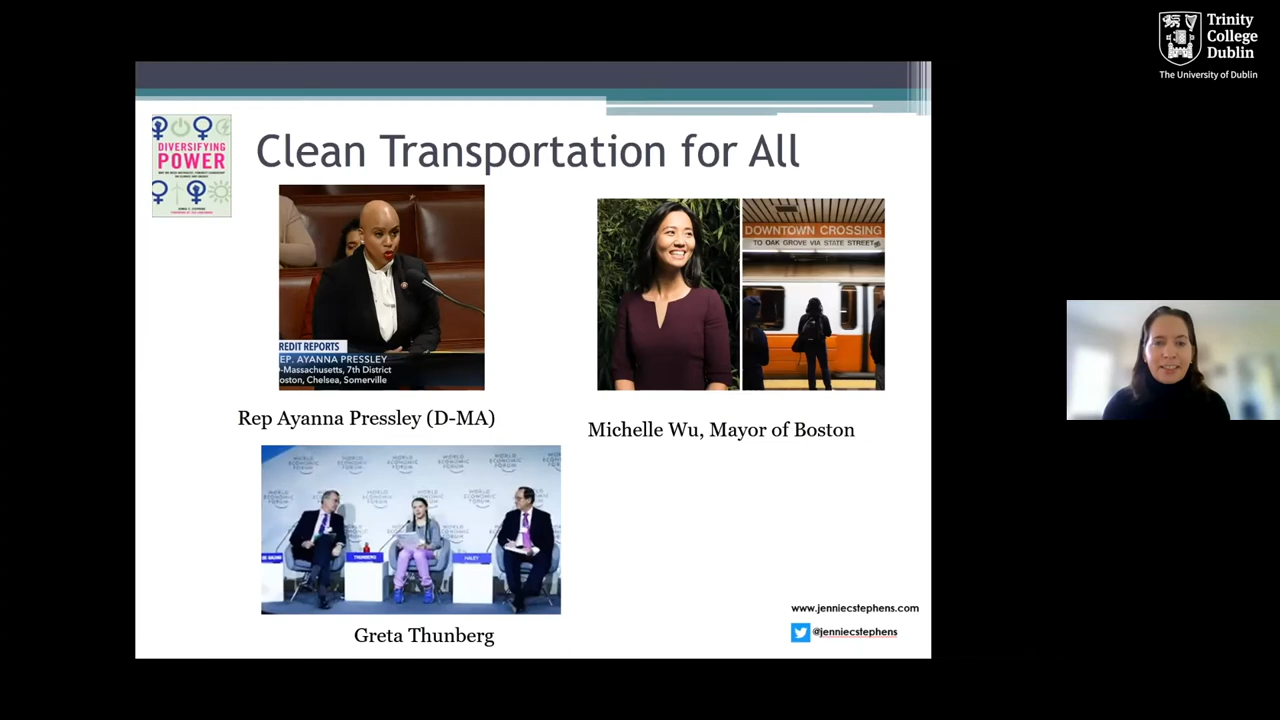 Trinity
College
Dublin
The University of Dublin
DIVERSIFYING
POWER
Clean Transportation for All
REDIT REPORTS
EP. AYANNA PRESSLEY
-Massachusetts, 7th District
oston, Chelsea, Somerville
DOWNTOWN CROSSING
TO OAK GROVE VIA STATE STREET
Rep Ayanna Pressley (D-MA)
Michelle Wu, Mayor of Boston
WORLD
ECONOMIC
FORUM
THUNBERG
HALEY
Greta Thunberg
www.jenniecstephens.com
@jenniecstephens